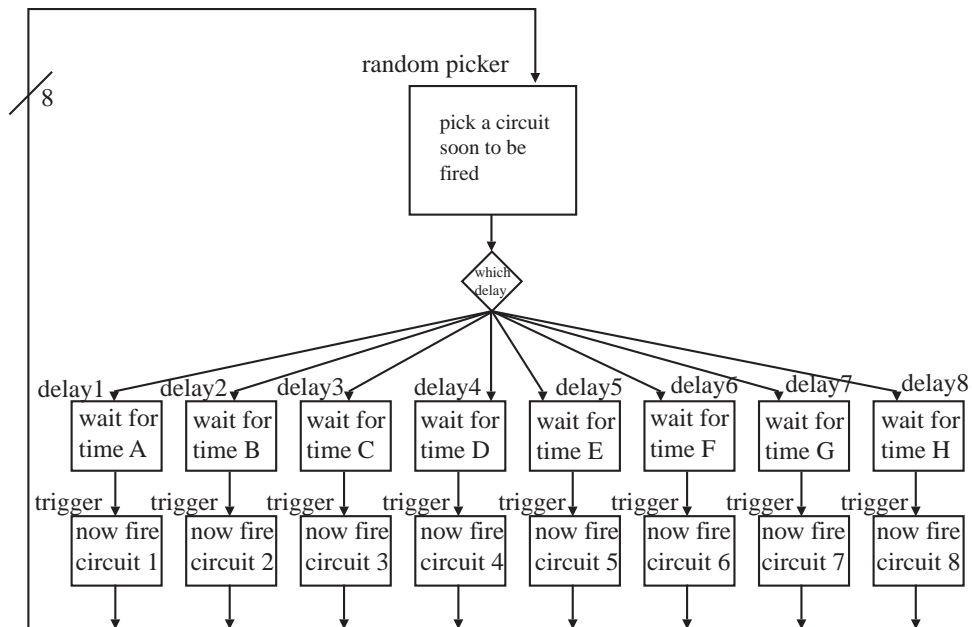 random picker
8
pick a circuit
soon to be
fired
which
delay
delay1 delay2 delay3 delay4 delay5 delay6 delay7 delay8
wait for wait for wait for wait for wait for wait for wait for wait for
time A time B time C time D time E time F time G time H
trigger trigger trigger trigger trigger trigger trigger trigger
now fire now fire now fire now fire now fire now fire now fire now fire
circuit 1 circuit 2 circuit 3 circuit 4 circuit 5 circuit 6 circuit 7 circuit 8